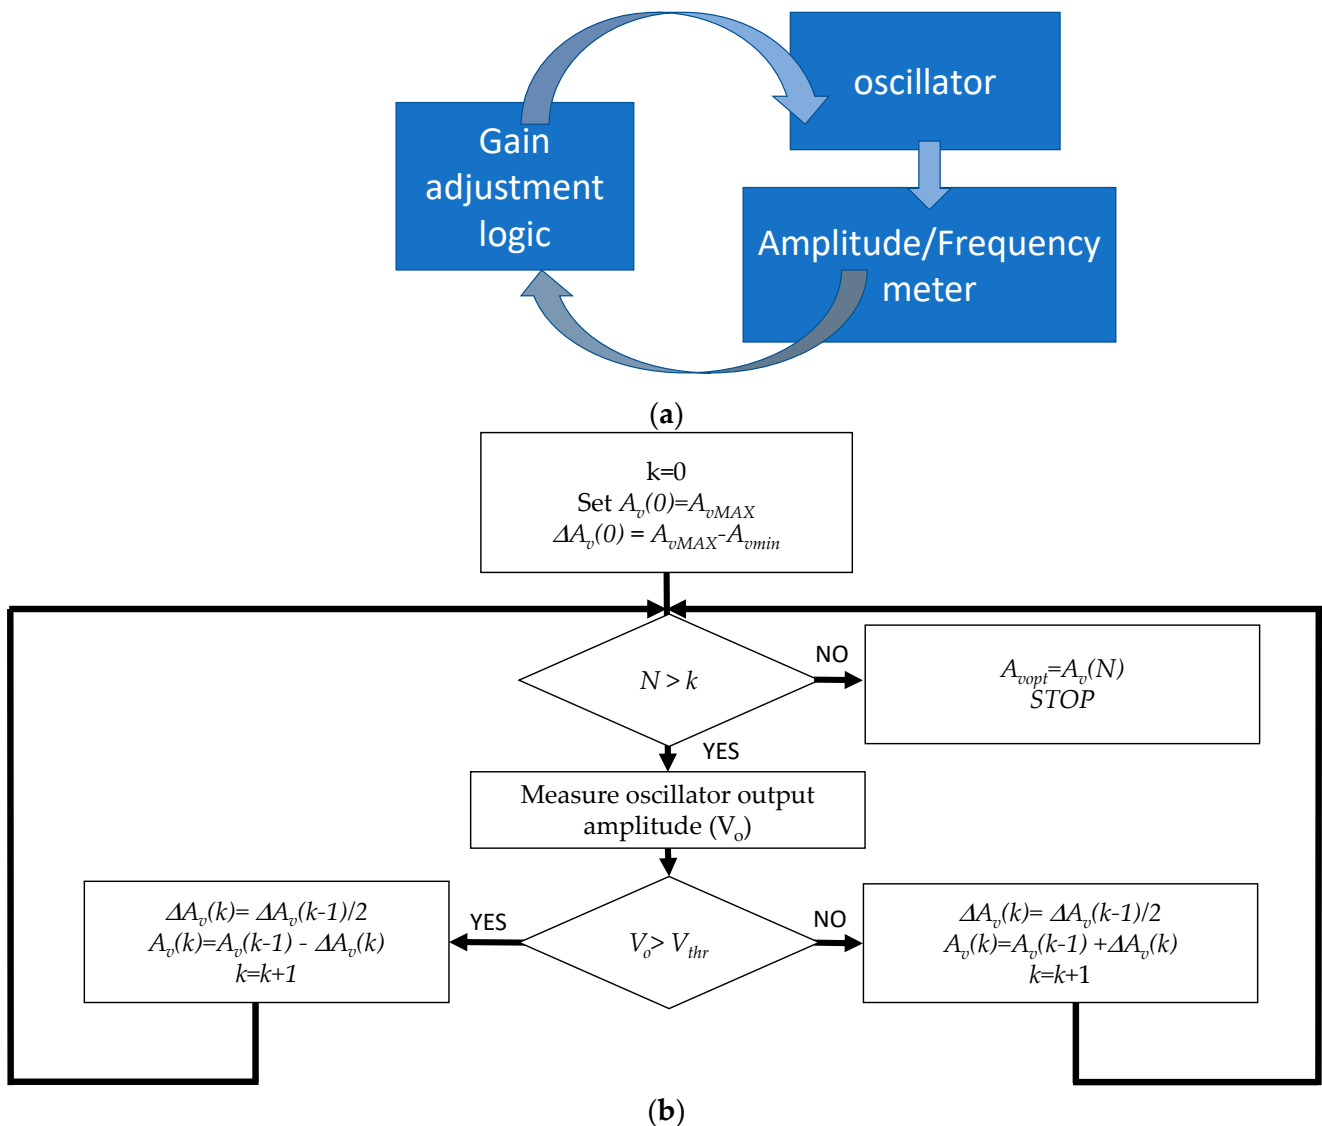 oscillator
Gain
adjustment
logic
Amplitude/Frequency
meter
(a)
k=0
Set Av(0)=AvMAX
ΔAv(0) = AvMAX-Avmin
N > k
NO
Avopt=Av(N)
STOP
YES
Measure oscillator output
amplitude (Vo)
ΔAv(k)= ΔAv(k-1)/2
Av(k)=Av(k-1) - ΔAv(k)
k=k+1
YES
Vo> Vthr
NO
ΔAv(k)= ΔAv(k-1)/2
Av(k)=Av(k-1) +ΔAv(k)
k=k+1
(b)